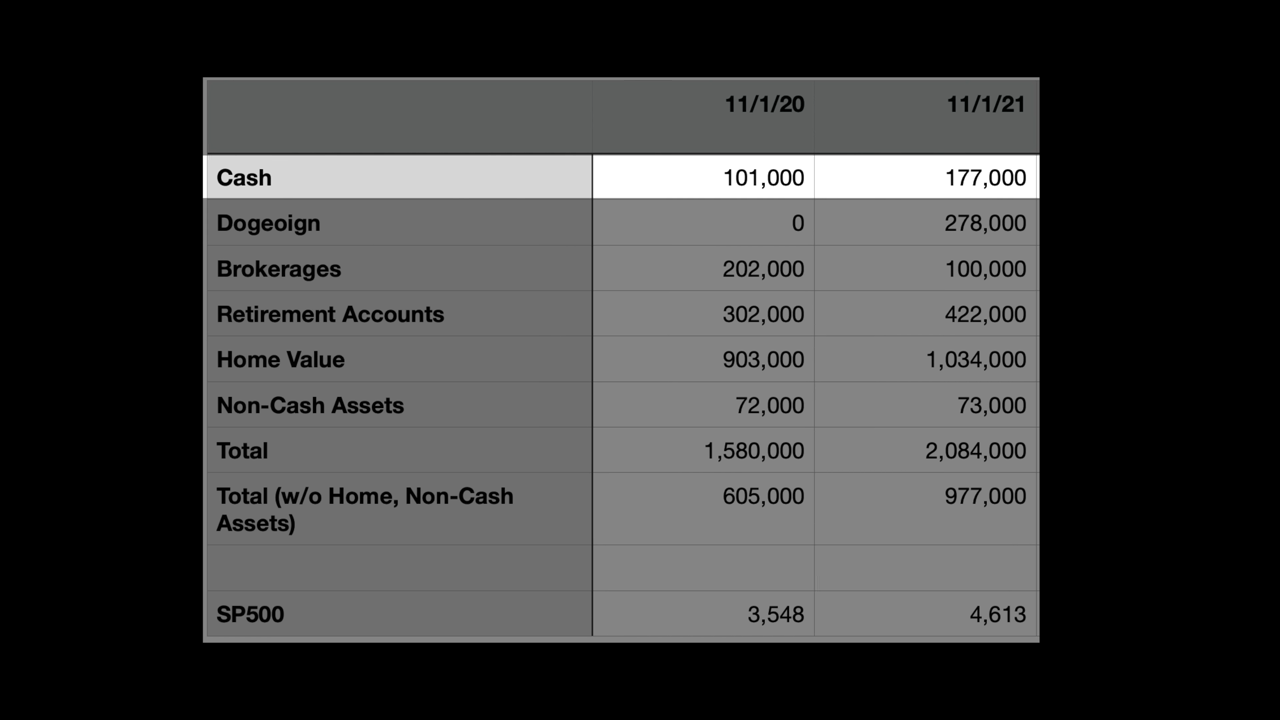 11/1/20 11/1/21
Cash 101,000 177,000
Dogeoign 0 278,000
Brokerages 202,000 100,000
Retirement Accounts 302,000 422,000
Home Value 903,000 1,034,000
Non-Cash Assets 72,000 73,000
Total 1,580,000 2,084,000
Total (w/o Home, Non-Cash 605,000 977,000
Assets)
SP500 3,548 4,613